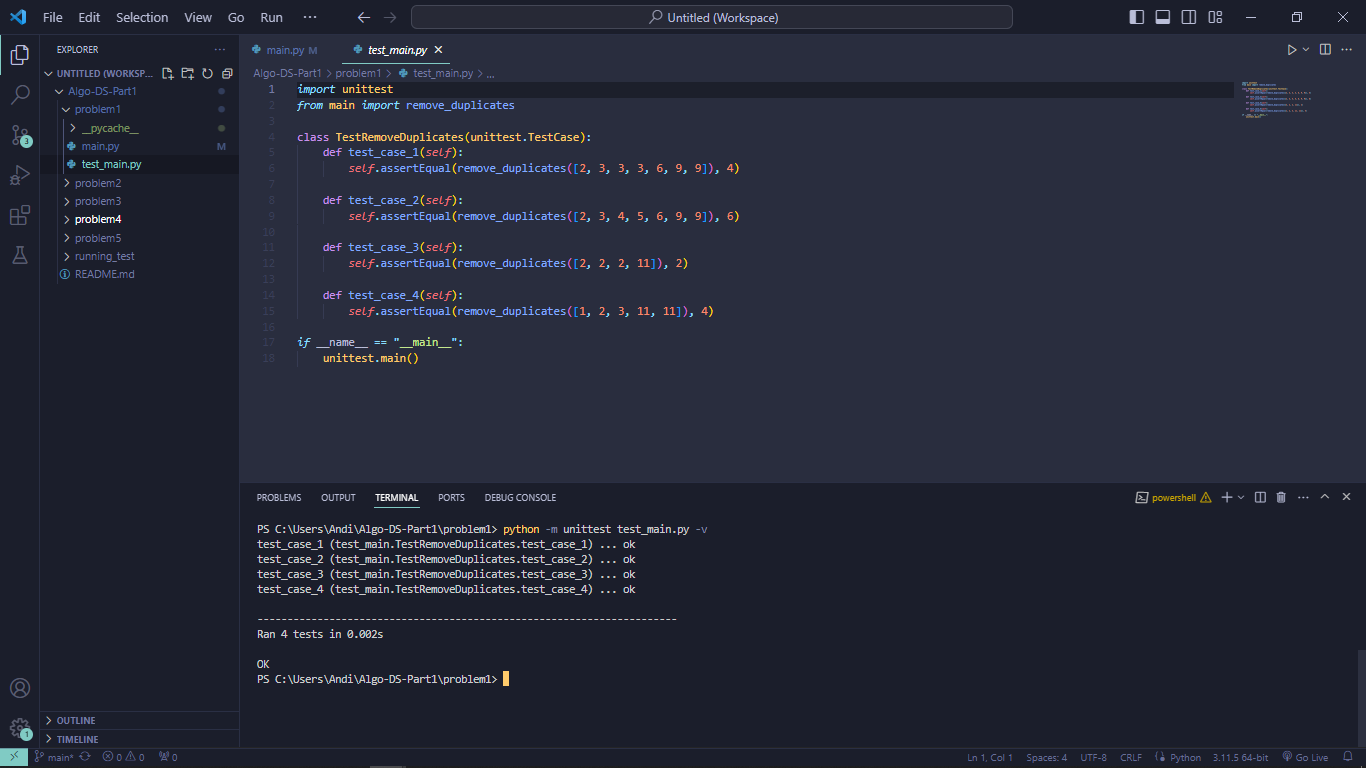 File Edit Selection View Go Run ··· Untitled (Workspace)
EXPLORER ···
UNTITLED (WORKSP...
Algo-DS-Part1
problem1
__pycache__
main.py M
test_main.py
problem2
problem3
problem4
problem5
running_test
README.md
OUTLINE
TIMELINE
3
1
main.py M test_main.py
Algo-DS-Part1 > problem1 > test_main.py > ...
1 import unittest
2 from main import remove_duplicates
3
4 class TestRemoveDuplicates(unittest.TestCase):
5 def test_case_1(self):
6 self.assertEqual(remove_duplicates([2, 3, 3, 3, 6, 9, 9]), 4)
7
8 def test_case_2(self):
9 self.assertEqual(remove_duplicates([2, 3, 4, 5, 6, 9, 9]), 6)
10
11 def test_case_3(self):
12 self.assertEqual(remove_duplicates([2, 2, 2, 11]), 2)
13
14 def test_case_4(self):
15 self.assertEqual(remove_duplicates([1, 2, 3, 11, 11]), 4)
16
17 if __name__ == "__main__":
18 unittest.main()
PROBLEMS OUTPUT TERMINAL PORTS DEBUG CONSOLE powershell
PS C:\Users\Andi\Algo-DS-Part1\problem1> python -m unittest test_main.py -v
test_case_1 (test_main.TestRemoveDuplicates.test_case_1) ... ok
test_case_2 (test_main.TestRemoveDuplicates.test_case_2) ... ok
test_case_3 (test_main.TestRemoveDuplicates.test_case_3) ... ok
test_case_4 (test_main.TestRemoveDuplicates.test_case_4) ... ok
----------------------------------------------------------------------
Ran 4 tests in 0.002s
OK
PS C:\Users\Andi\Algo-DS-Part1\problem1>
main* 0 0 0 Ln 1, Col 1 Spaces: 4 UTF-8 CRLF Python 3.11.5 64-bit Go Live